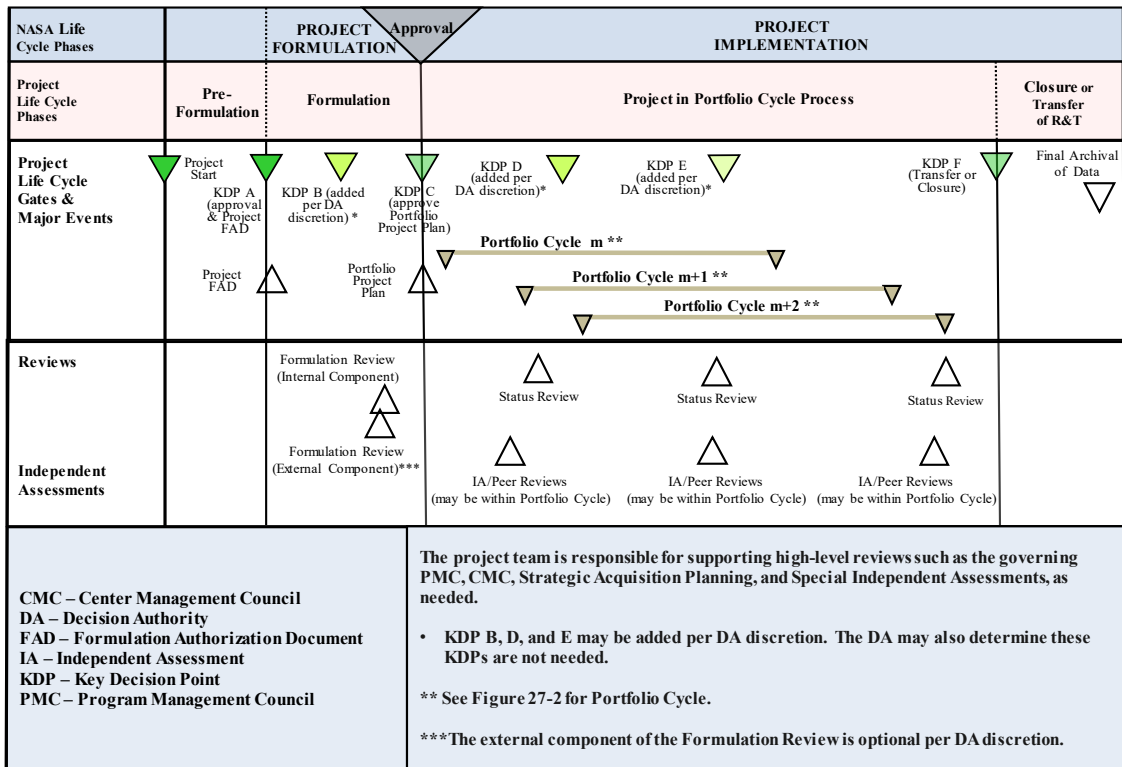 NASA Life
Cycle Phases
PROJECT
FORMULATION
Approval
PROJECT
IMPLEMENTATION
Project
Life Cycle
Phases
Pre-
Formulation
Formulation
Project in Portfolio Cycle Process
Closure or
Transfer
of R&T
Project
Life Cycle
Gates &
Major Events
Project
Start
KDP A
(approval
& Project
FAD
KDP B (added
per DA
discretion) *
KDP C
(approve
Portfolio
Project Plan)
KDP D
(added per
DA discretion)*
KDP E
(added per
DA discretion)*
KDP F
(Transfer or
Closure)
Final Archival
of Data
Project
FAD
Portfolio
Project
Plan
Portfolio Cycle m **
Portfolio Cycle m+1 **
Portfolio Cycle m+2 **
Reviews
Formulation Review
(Internal Component)
Status Review
Status Review
Status Review
Independent
Assessments
Formulation Review
(External Component)***
IA/Peer Reviews
(may be within Portfolio Cycle)
IA/Peer Reviews
(may be within Portfolio Cycle)
IA/Peer Reviews
(may be within Portfolio Cycle)
CMC – Center Management Council
DA – Decision Authority
FAD – Formulation Authorization Document
IA – Independent Assessment
KDP – Key Decision Point
PMC – Program Management Council
The project team is responsible for supporting high-level reviews such as the governing
PMC, CMC, Strategic Acquisition Planning, and Special Independent Assessments, as
needed.
• KDP B, D, and E may be added per DA discretion. The DA may also determine these
KDPs are not needed.
** See Figure 27-2 for Portfolio Cycle.
***The external component of the Formulation Review is optional per DA discretion.